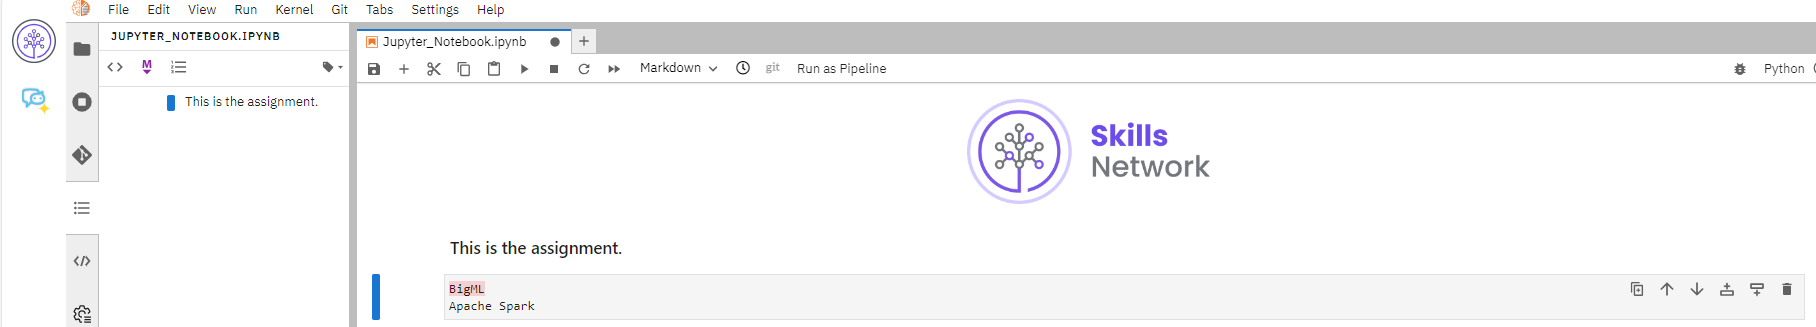 File Edit View Run Kernel Git Tabs Settings Help
JUPYTER_NOTEBOOK.IPYNB
M
This is the assignment.
Jupyter_Notebook.ipynb
Markdown git Run as Pipeline Python
Skills
Network
This is the assignment.
BigML
Apache Spark